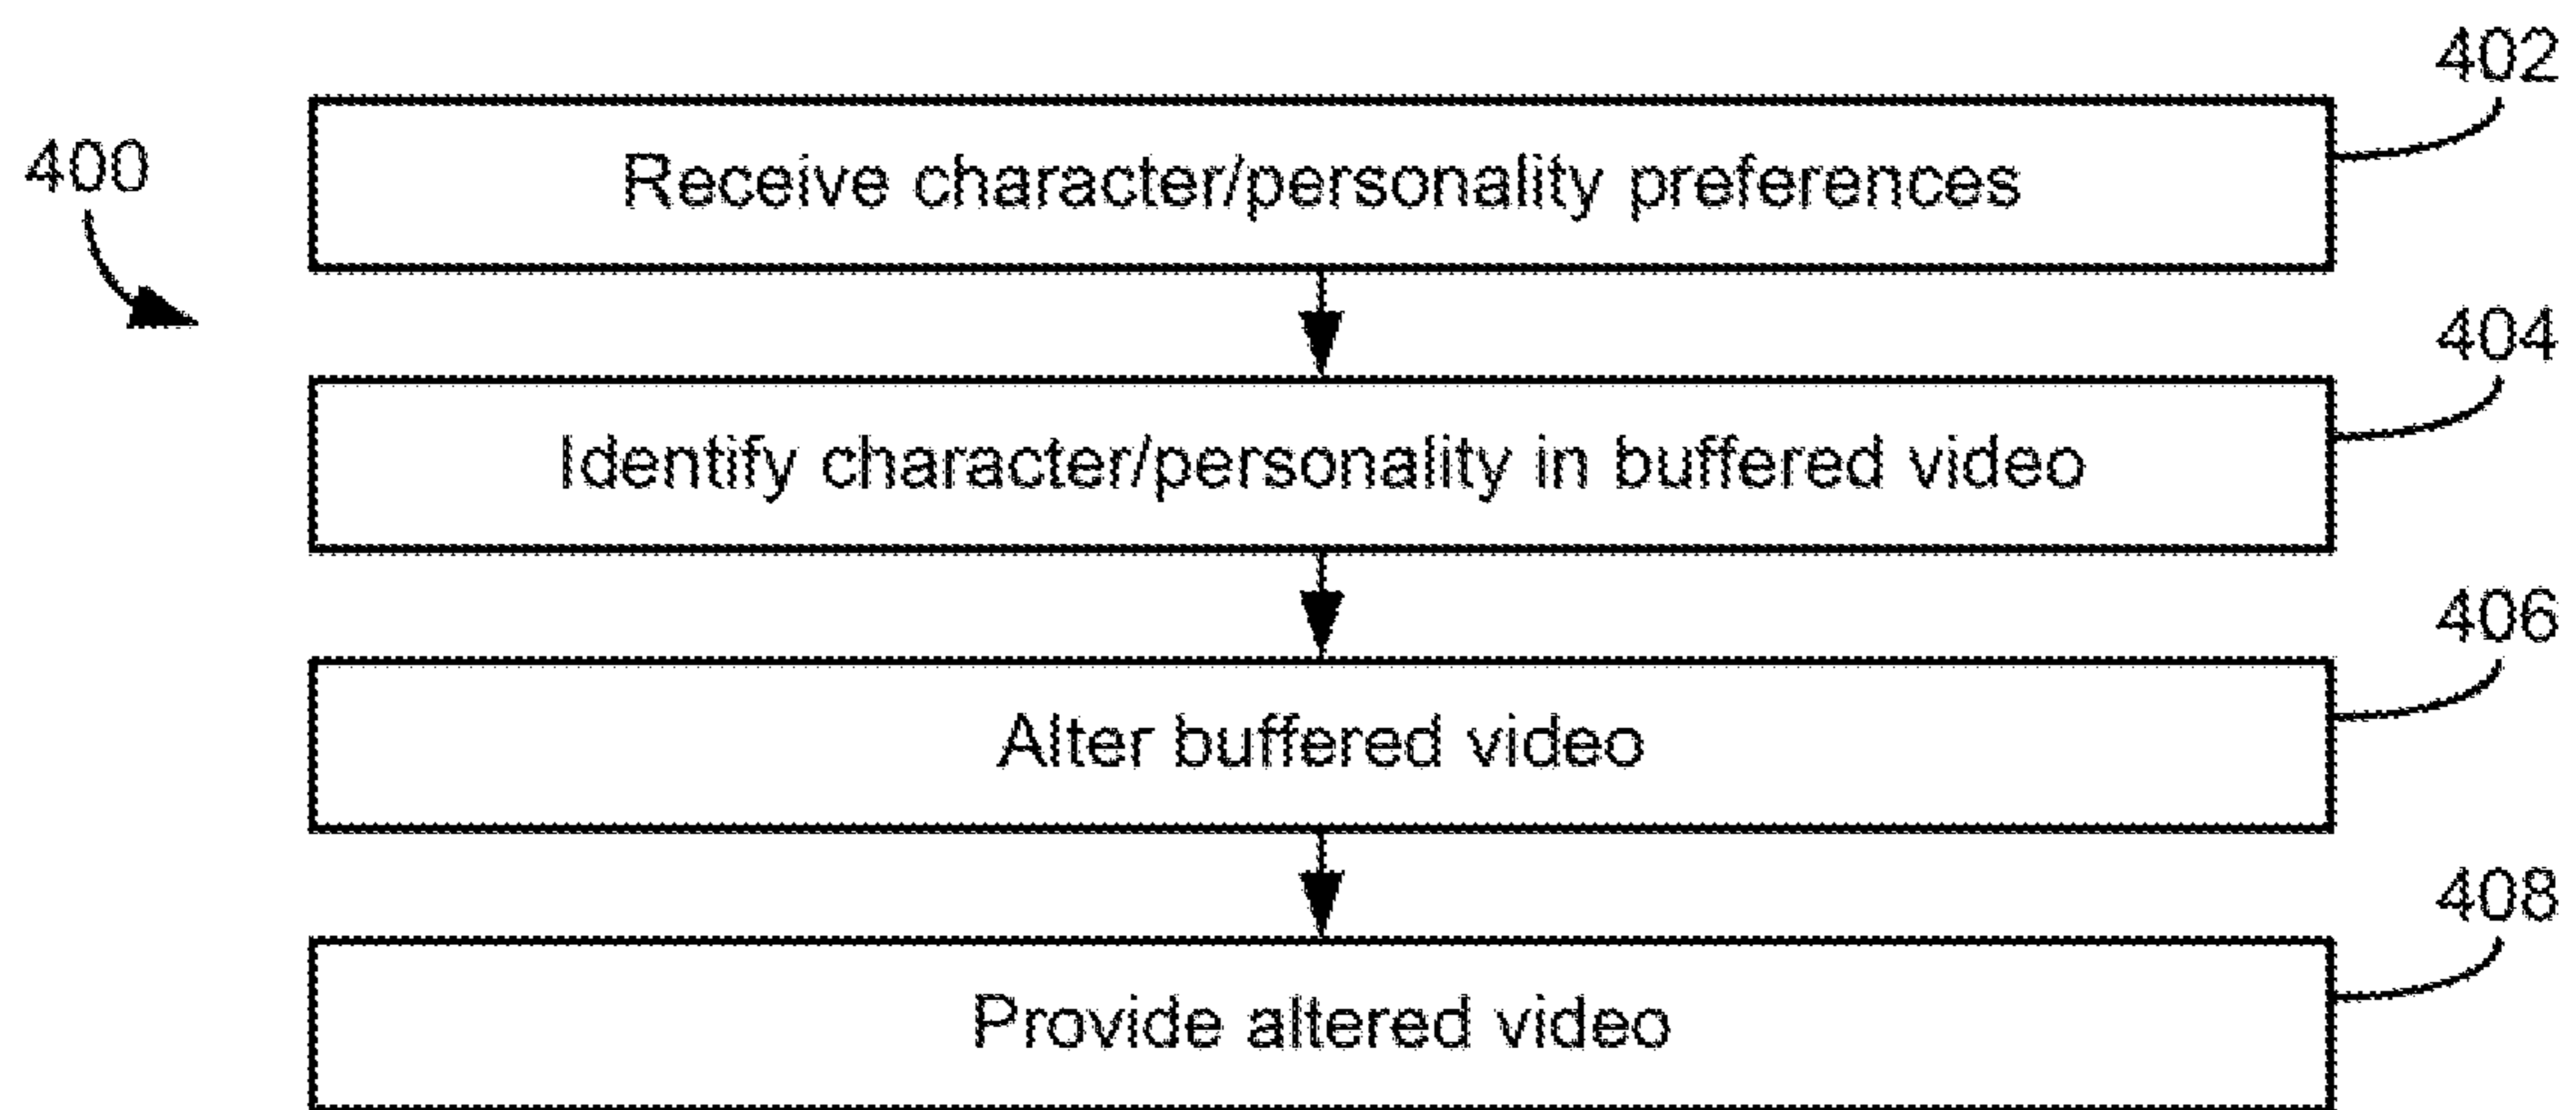 402
400
Receive character/personality preferences
404
Identify character/personality in buffered video
406
Alter buffered video
408
Provide altered video